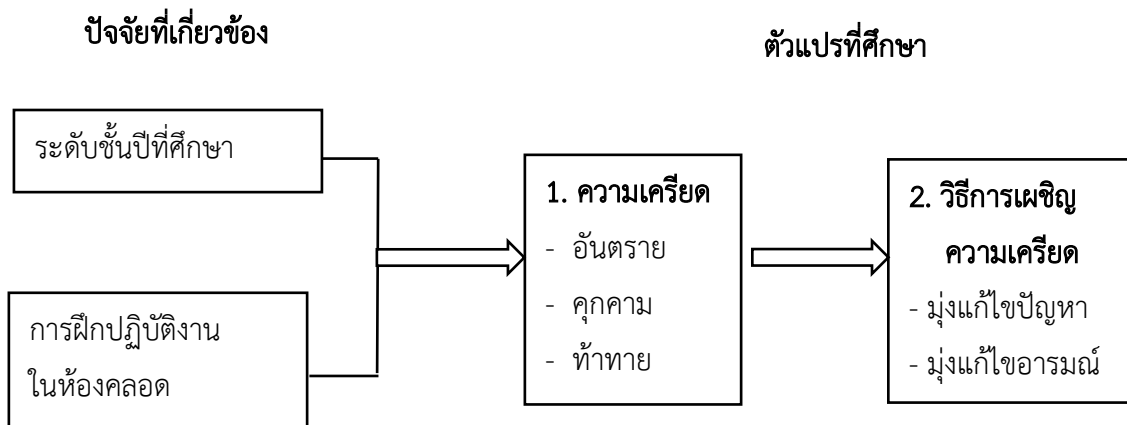 ปัจจัยที่เกี่ยวข้อง
ตัวแปรที่ศึกษา
ระดับชั้นปีที่ศึกษา
การฝึกปฏิบัติงาน
ในห้องคลอด
1. ความเครียด
- อันตราย
- คุกคาม
- ท้าทาย
2. วิธีการเผชิญ
ความเครียด
- มุ่งแก้ไขปัญหา
- มุ่งแก้ไขอารมณ์